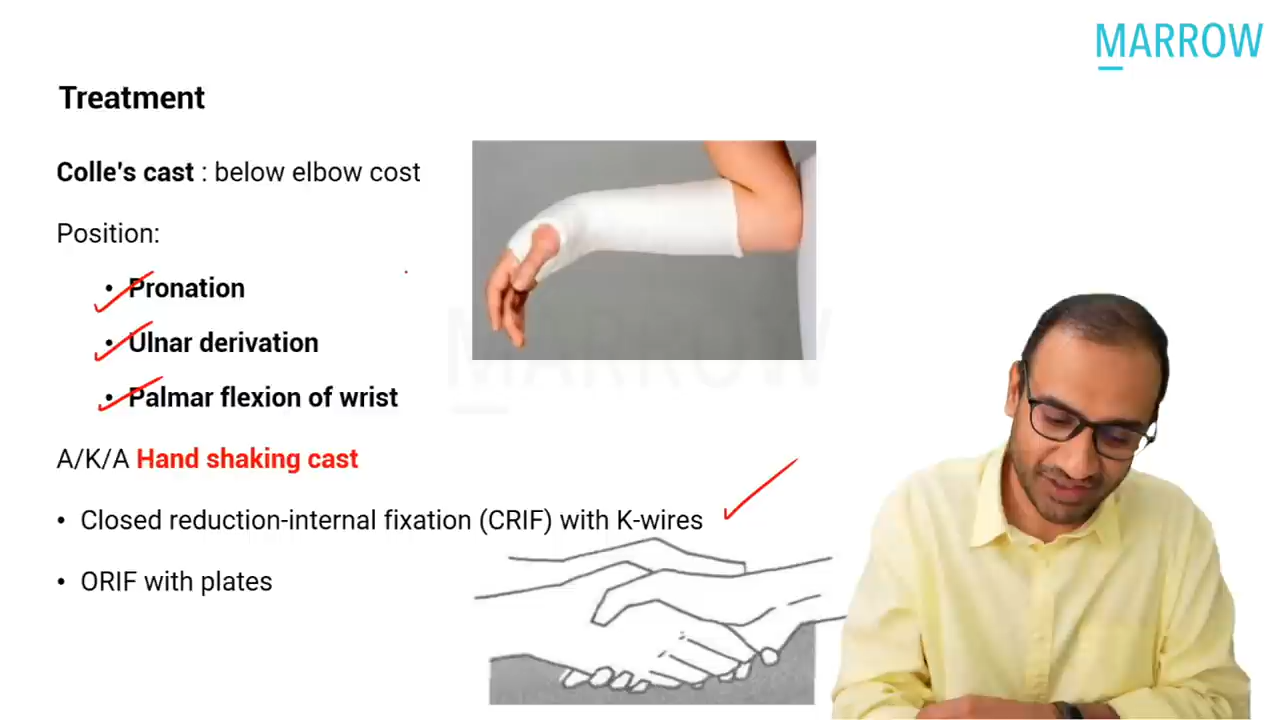 MARROW
Treatment
Colle's cast : below elbow cost
Position:
• Pronation
• Ulnar derivation
• Palmar flexion of wrist
A/K/A Hand shaking cast
• Closed reduction-internal fixation (CRIF) with K-wires
• ORIF with plates
MARROW